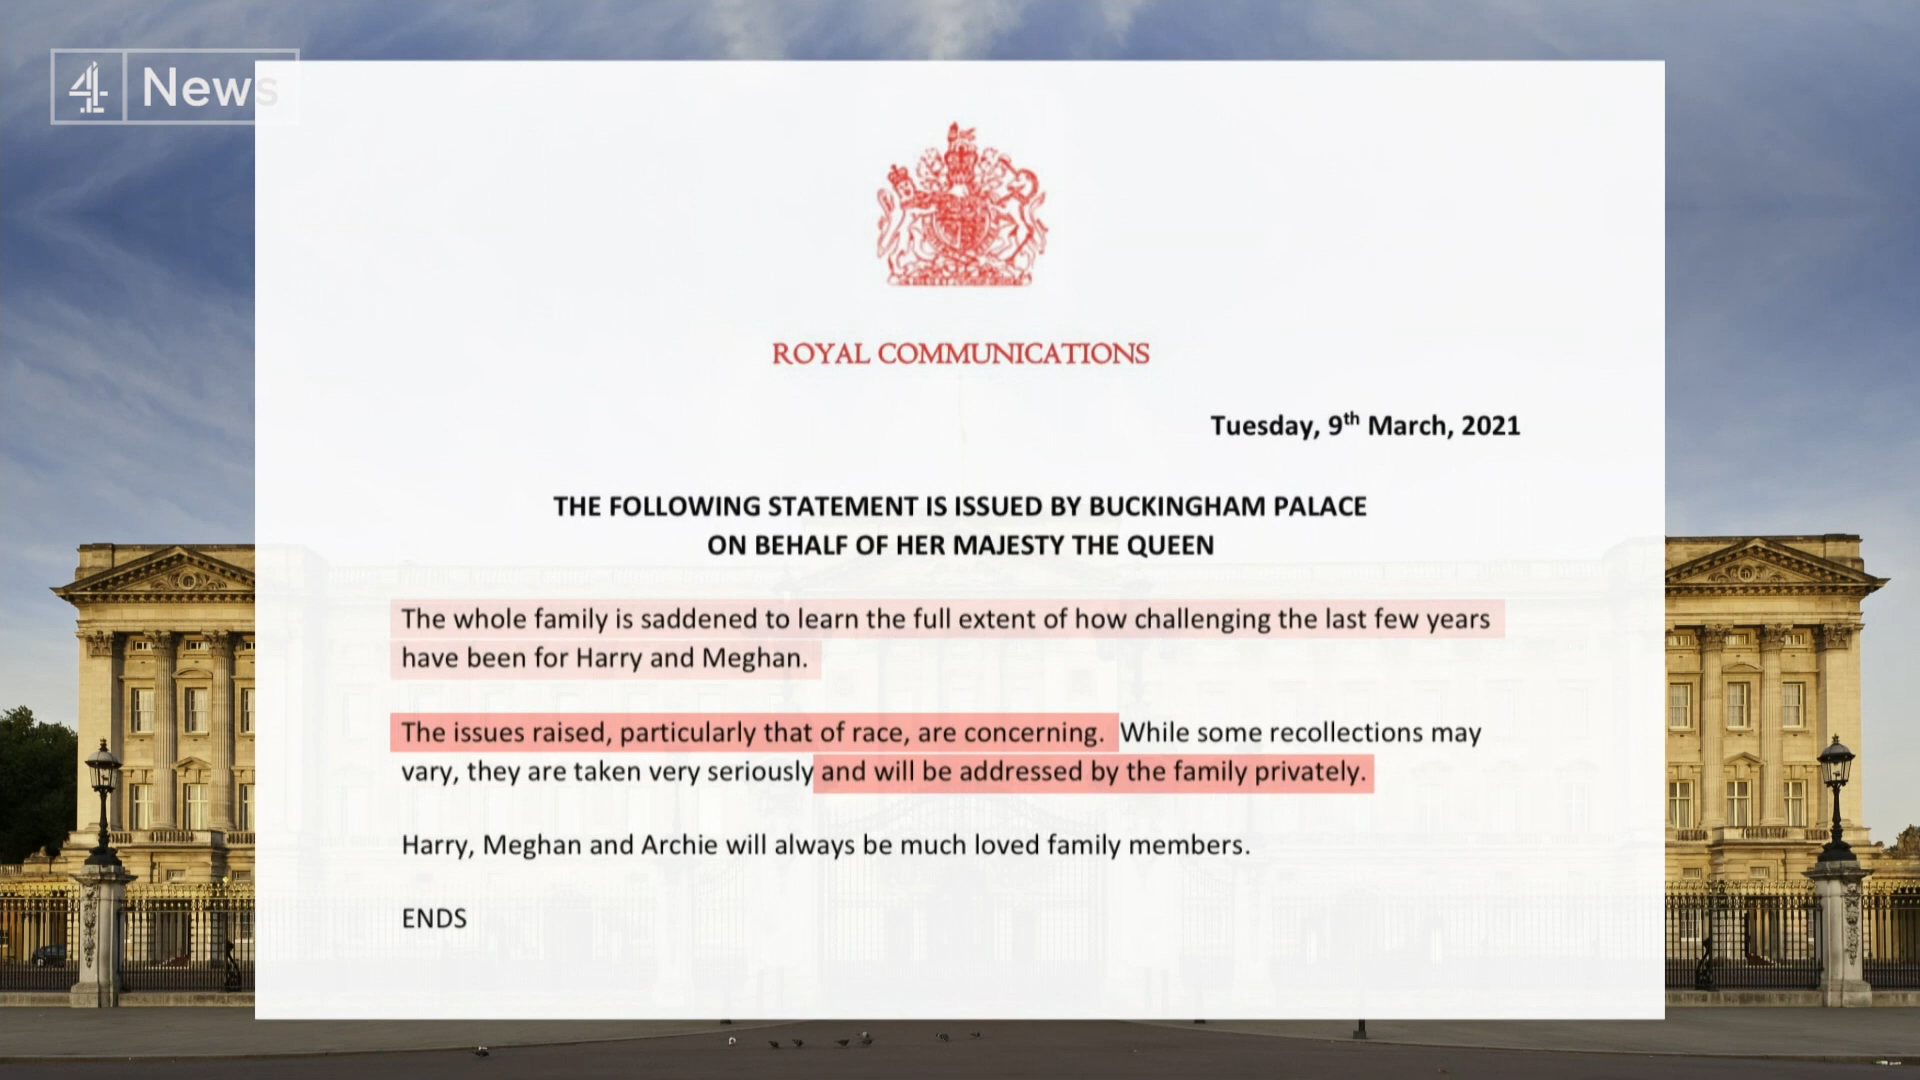 4 News
ROYAL COMMUNICATIONS
Tuesday, 9th March, 2021
THE FOLLOWING STATEMENT IS ISSUED BY BUCKINGHAM PALACE
ON BEHALF OF HER MAJESTY THE QUEEN
The whole family is saddened to learn the full extent of how challenging the last few years
have been for Harry and Meghan.
The issues raised, particularly that of race, are concerning. While some recollections may
vary, they are taken very seriously and will be addressed by the family privately.
Harry, Meghan and Archie will always be much loved family members.
ENDS